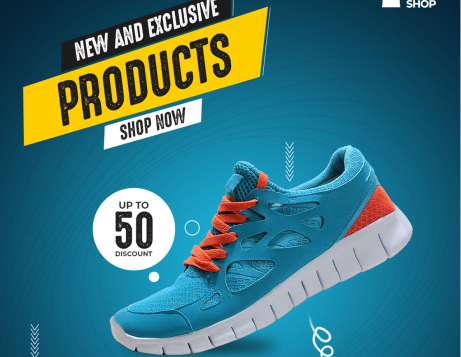 SHOP
NEW AND EXCLUSIVE
PRODUCTS
SHOP NOW
UP TO
50
DISCOUNT